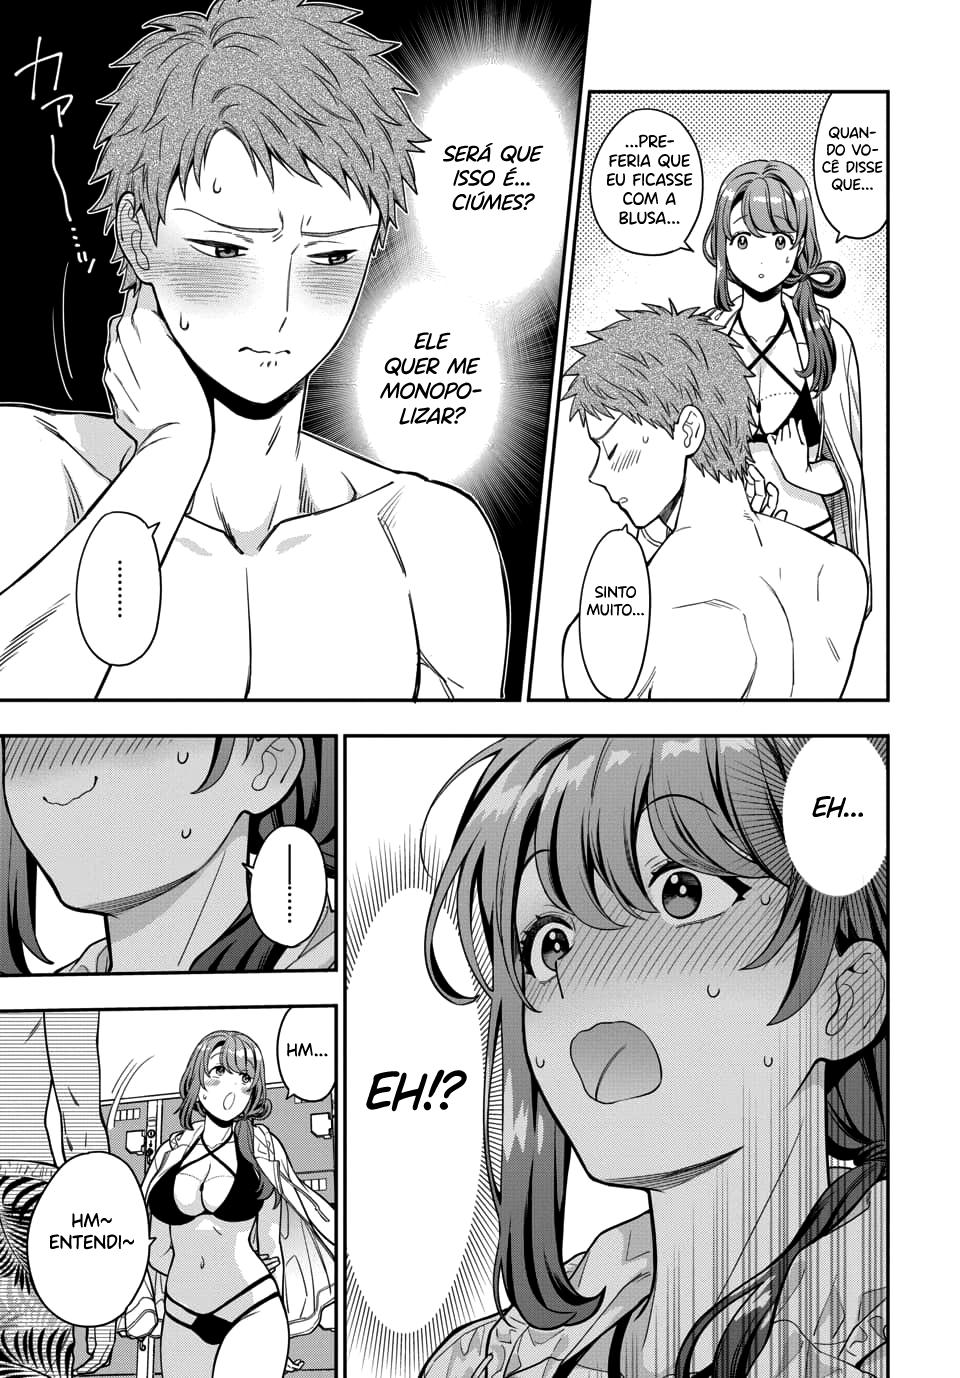 QUAN-
DO VO-
CÊ DISSE
QUE...
...PRE-
FERIA QUE
EU FICASSE
COM A
BLUSA...
SINTO
MUITO...
SERÁ QUE
ISSO É...
CIÚMES?
ELE
QUER ME
MONOPO-
LIZAR?
カァーッ
........
EH...
EH!?
........
HM...
HM~
ENTENDI~